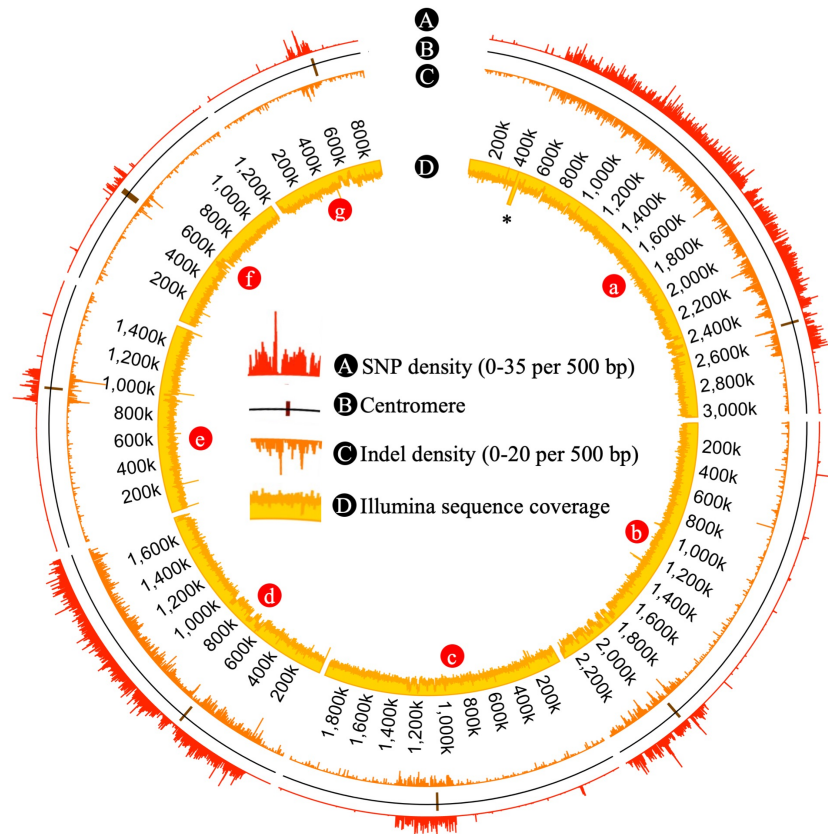 A
B
C
D
200k
400k
600k
800k
1,000k
1,200k
1,400k
1,600k
1,800k
2,000k
2,200k
2,400k
2,600k
2,800k
3,000k
*
a
200k
400k
600k
800k
1,000k
1,200k
1,400k
1,600k
1,800k
2,000k
2,200k
b
200k
400k
600k
800k
1,000k
1,200k
1,400k
1,600k
1,800k
c
200k
400k
600k
800k
1,000k
1,200k
1,400k
1,600k
d
200k
400k
600k
800k
1,000k
1,200k
1,400k
e
200k
400k
600k
800k
1,000k
1,200k
f
200k
400k
600k
800k
g
A SNP density (0-35 per 500 bp)
B Centromere
C Indel density (0-20 per 500 bp)
D Illumina sequence coverage